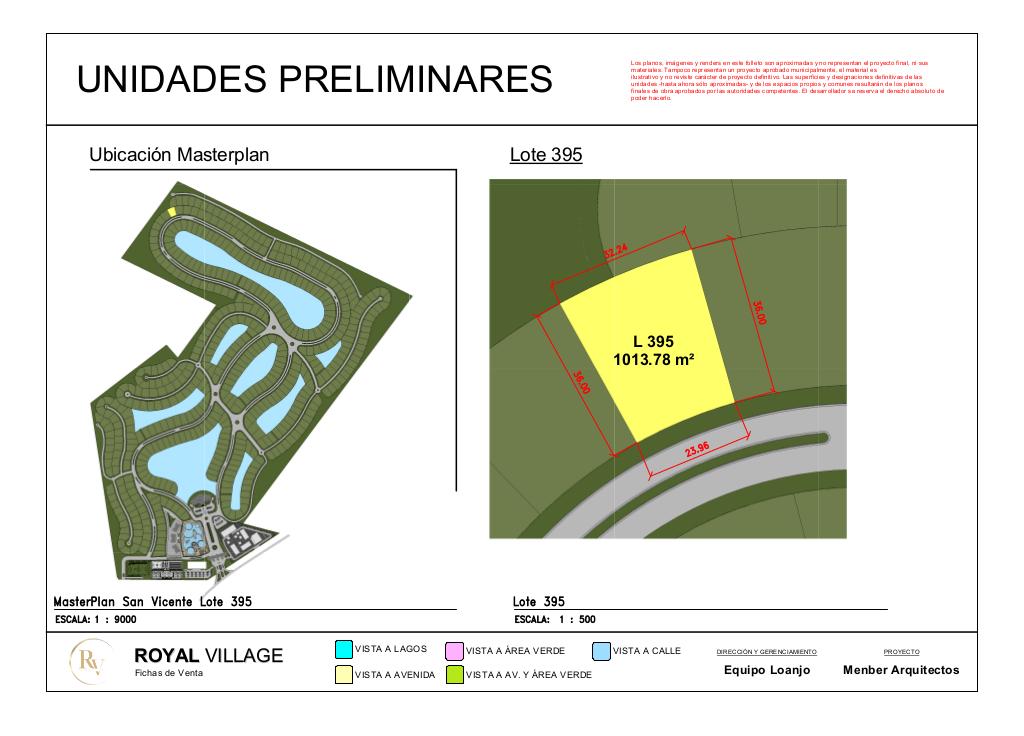 UNIDADES PRELIMINARES
Los planos, imágenes y renders en este folleto son aproximadas y no representan el proyecto final, ni sus
materiales. Tampoco representan un proyecto aprobado municipalmente, el material es
ilustrativo y no reviste carácter de proyecto definitivo. Las superficies y designaciones definitivas de las
unidades -hasta ahora sólo aproximadas- y de los espacios propios y comunes resultarán de los planos
finales de obra aprobados por las autoridades competentes. El desarrollador se reserva el derecho absoluto de
poder hacerlo.
Ubicación Masterplan
Lote 395
32.24
36.00
L 395
1013.78 m²
36.00
23.96
MasterPlan San Vicente Lote 395
ESCALA: 1 : 9000
Lote 395
ESCALA: 1 : 500
RV
ROYAL VILLAGE
Fichas de Venta
VISTA A LAGOS
VISTA A ÁREA VERDE
VISTA A CALLE
VISTA A AVENIDA
VISTA A AV. Y ÁREA VERDE
DIRECCIÓN Y GERENCIAMIENTO
Equipo Loanjo
PROYECTO
Menber Arquitectos